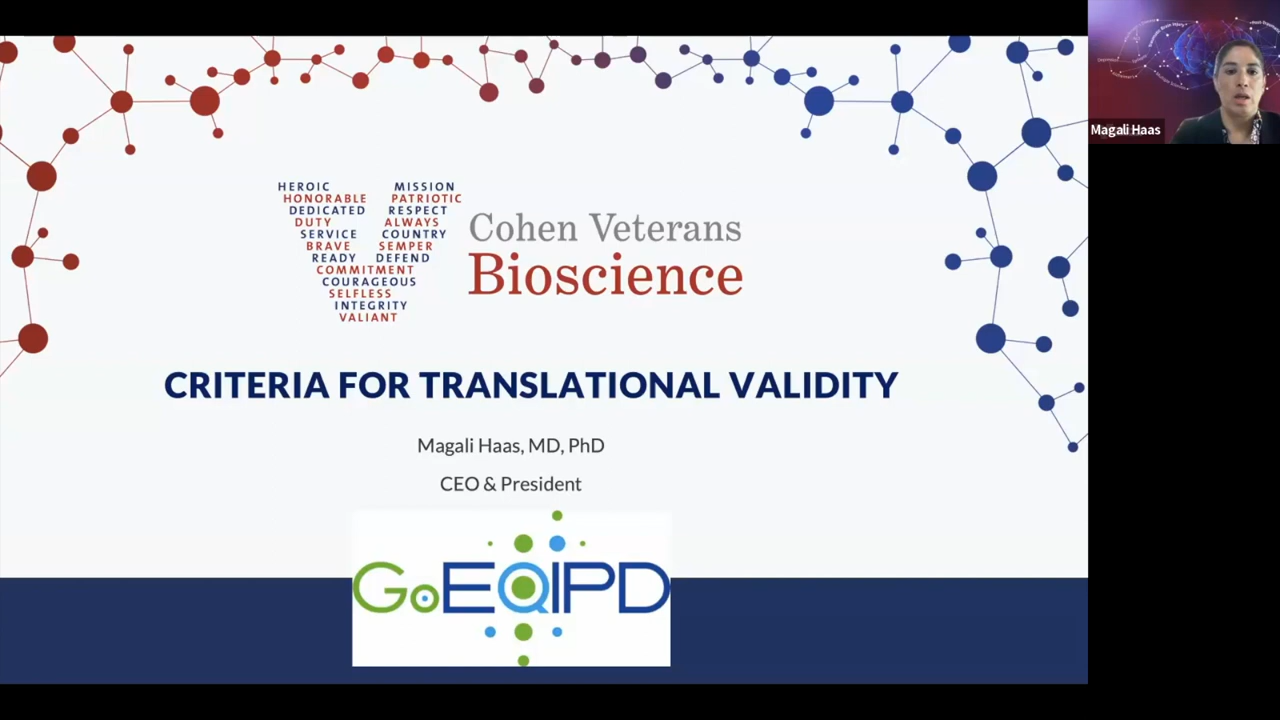 HEROIC MISSION
HONORABLE PATRIOTIC
DEDICATED RESPECT
DUTY ALWAYS
SERVICE COUNTRY
BRAVE SEMPER
READY DEFEND
COMMITMENT
COURAGEOUS
SELFLESS
INTEGRITY
VALIANT
Cohen Veterans
Bioscience
CRITERIA FOR TRANSLATIONAL VALIDITY
Magali Haas, MD, PhD
CEO & President
GoEQIPD
Magali Haas